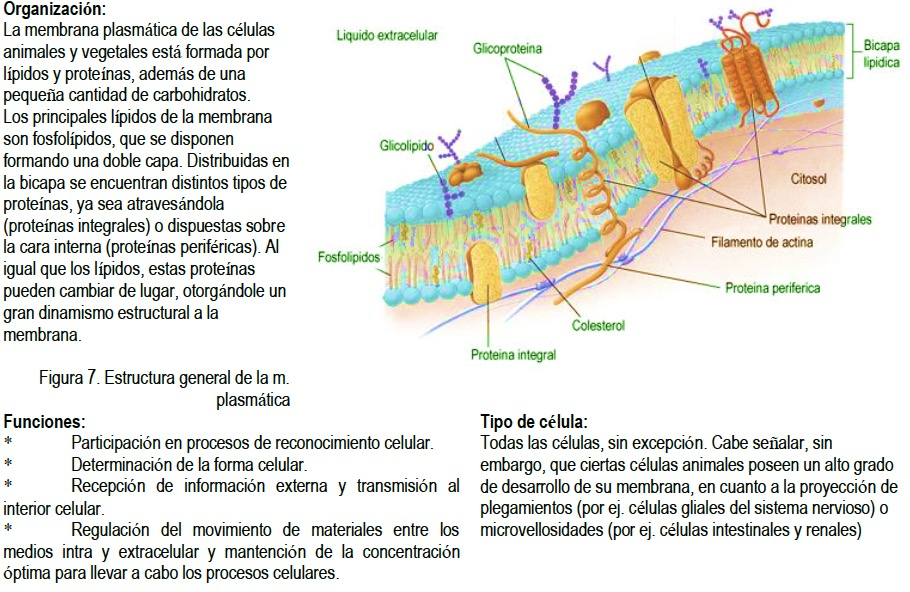 Organización:
La membrana plasmática de las células
animales y vegetales está formada por
lípidos y proteínas, además de una
pequeña cantidad de carbohidratos.
Los principales lípidos de la membrana
son fosfolípidos, que se disponen
formando una doble capa. Distribuidas en
la bicapa se encuentran distintos tipos de
proteínas, ya sea atravesándola
(proteínas integrales) o dispuestas sobre
la cara interna (proteínas periféricas). Al
igual que los lípidos, estas proteínas
pueden cambiar de lugar, otorgándole un
gran dinamismo estructural a la
membrana.
Figura 7. Estructura general de la m.
plasmática
Liquido extracelular
Glicoproteina
Bicapa
lipidica
Glicolipido
Citosol
Proteinas integrales
Filamento de actina
Fosfolipidos
Proteina periferica
Colesterol
Proteina integral
Funciones:
* Participación en procesos de reconocimiento celular.
* Determinación de la forma celular.
* Recepción de información externa y transmisión al
interior celular.
* Regulación del movimiento de materiales entre los
medios intra y extracelular y mantención de la concentración
óptima para llevar a cabo los procesos celulares.
Tipo de célula:
Todas las células, sin excepción. Cabe señalar, sin
embargo, que ciertas células animales poseen un alto grado
de desarrollo de su membrana, en cuanto a la proyección de
plegamientos (por ej. células gliales del sistema nervioso) o
microvellosidades (por ej. células intestinales y renales)